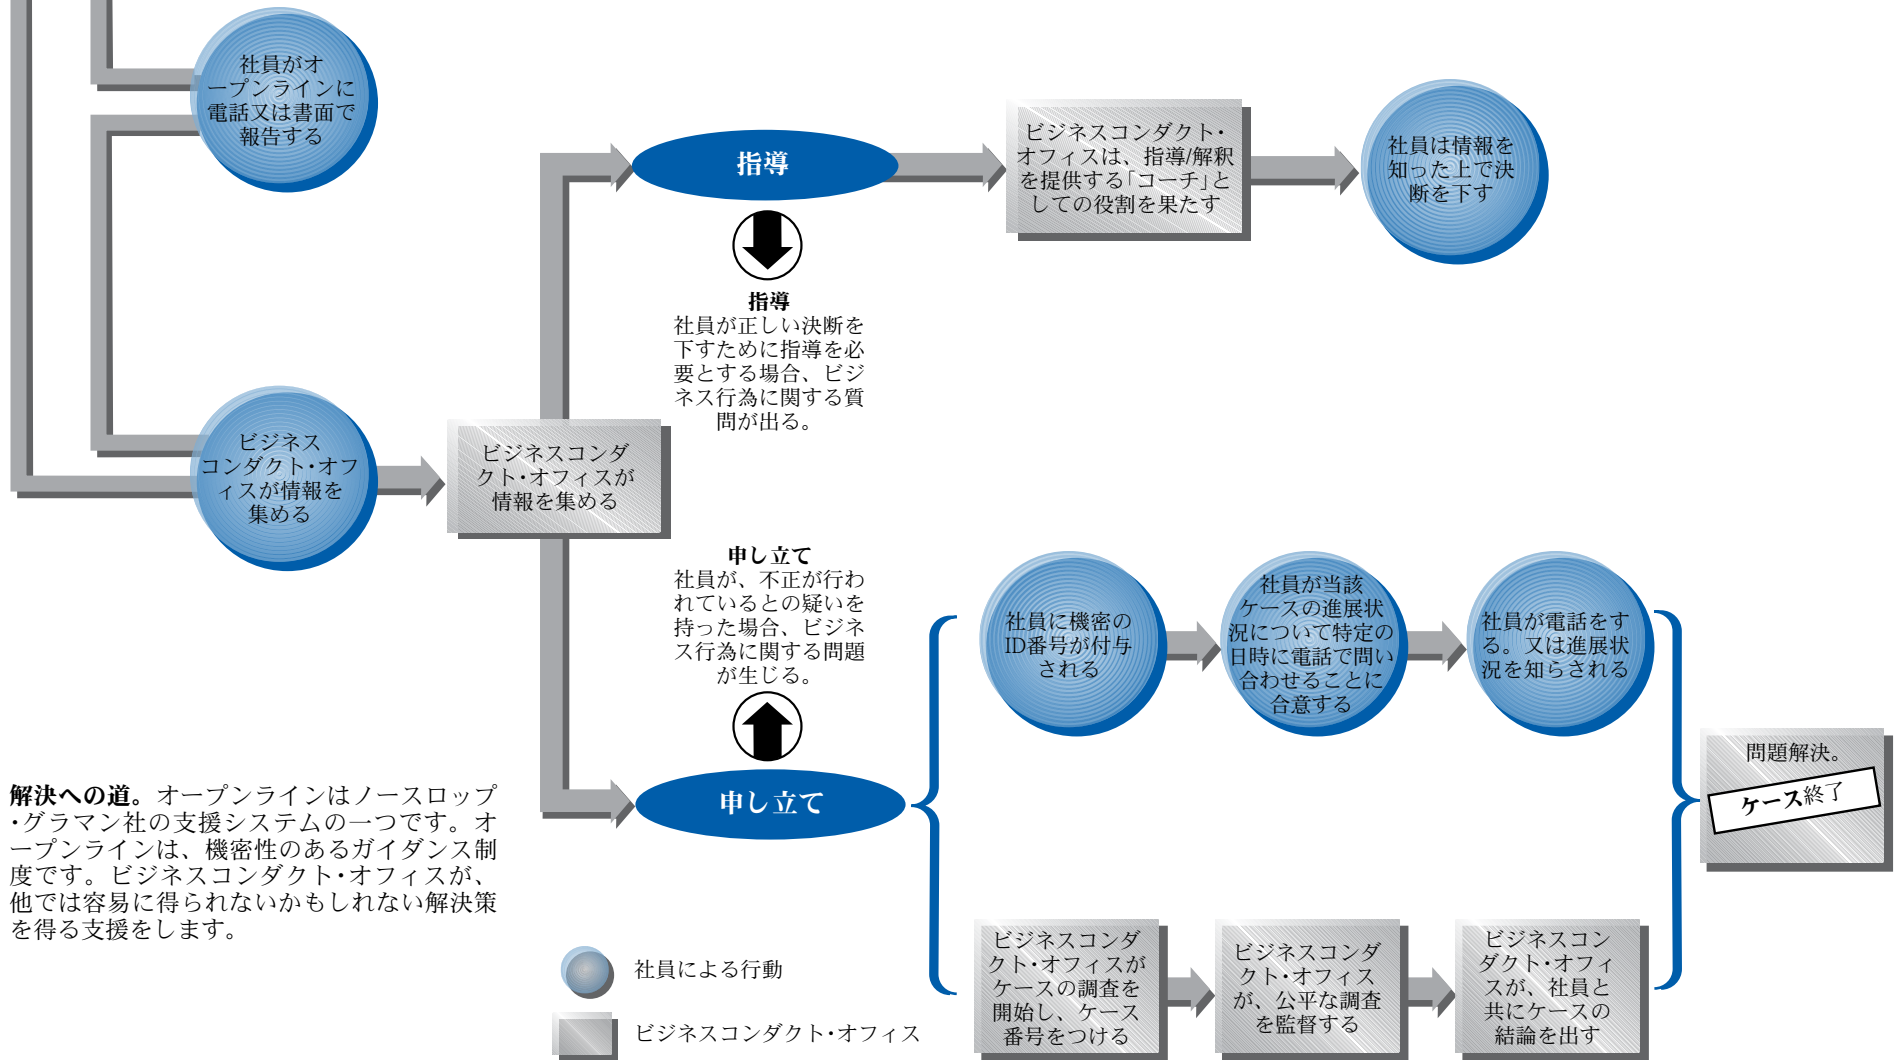 社員がオ
ープンラインに
電話又は書面で
報告する
ビジネス
コンダクト・オフ
ィスが情報を
集める
ビジネスコンダ
クト・オフィスが
情報を集める
指導
指導
社員が正しい決断を
下すために指導を必
要とする場合、ビジ
ネス行為に関する質
問が出る。
ビジネスコンダクト・
オフィスは、指導/解釈
を提供する「コーチ」と
しての役割を果たす
社員は情報を
知った上で決
断を下す
申し立て
社員が、不正が行わ
れているとの疑いを
持った場合、ビジネ
ス行為に関する問題
が生じる。
申し立て
社員に機密の
ID番号が付与
される
社員が当該
ケースの進展状
況について特定の
日時に電話で問い
合わせることに
合意する
社員が電話をす
る。又は進展状
況を知らされる
ビジネスコンダ
クト・オフィスが
ケースの調査を
開始し、ケース
番号をつける
ビジネスコンダ
クト・オフィス
が、公平な調査
を監督する
ビジネスコン
ダクト・オフィ
スが、社員と
共にケースの
結論を出す
問題解決。
ケース終了
解決への道。オープンラインはノースロップ
・グラマン社の支援システムの一つです。オ
ープンラインは、機密性のあるガイダンス制
度です。ビジネスコンダクト・オフィスが、
他では容易に得られないかもしれない解決策
を得る支援をします。
社員による行動
ビジネスコンダクト・オフィス